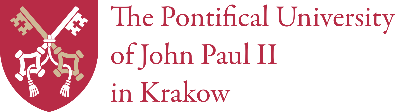 The Pontifical University
of John Paul II
in Krakow